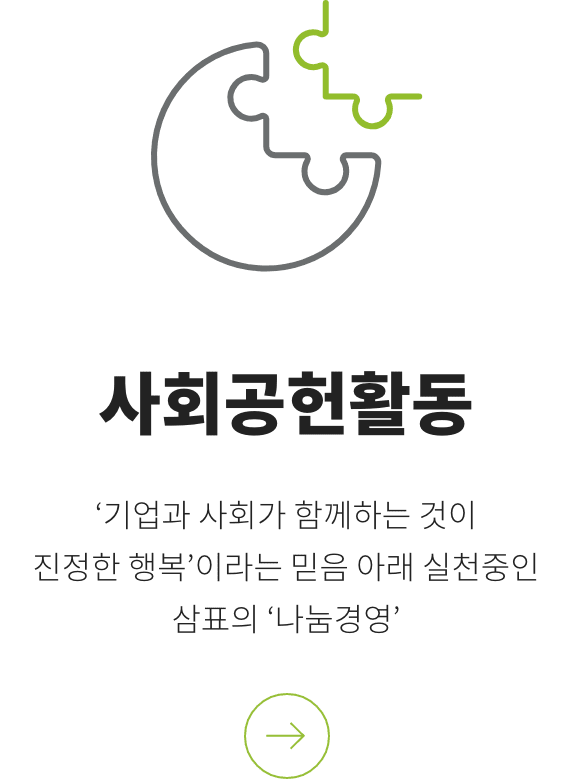 사회공헌활동
‘기업과 사회가 함께하는 것이
진정한 행복’이라는 믿음 아래 실천중인
삼표의 ‘나눔경영’